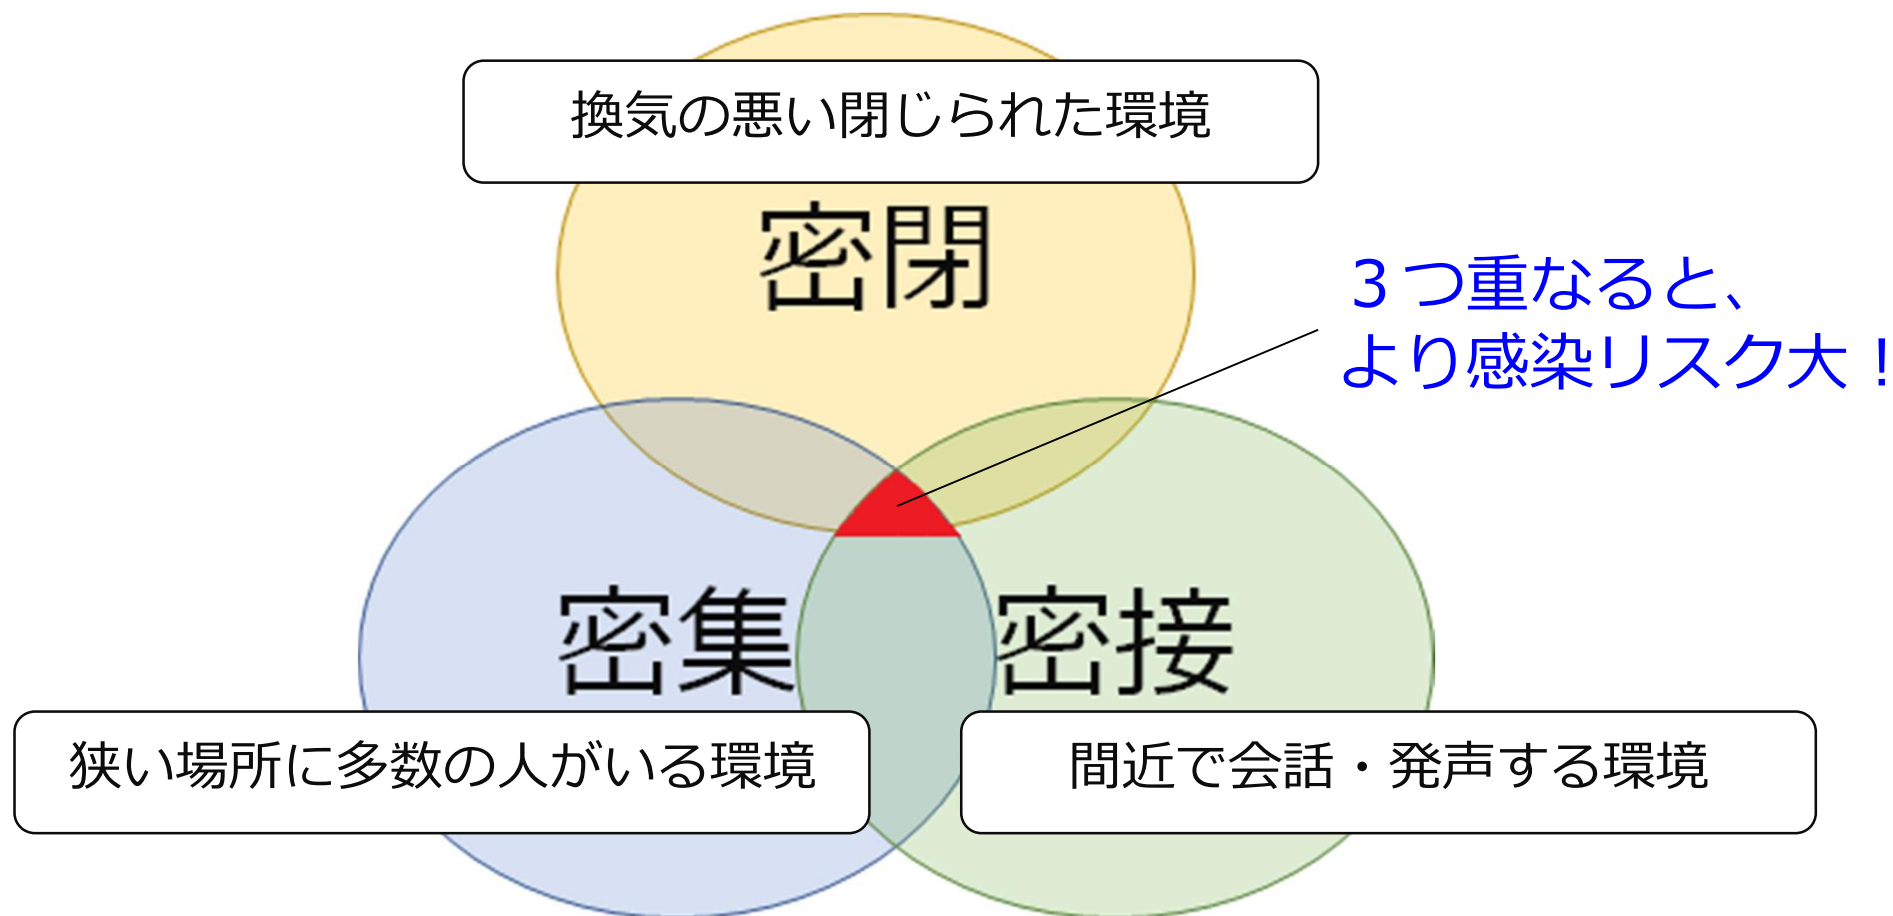 換気の悪い閉じられた環境
密閉
３つ重なると、
より感染リスク大！
密集
密接
狭い場所に多数の人がいる環境
間近で会話・発声する環境